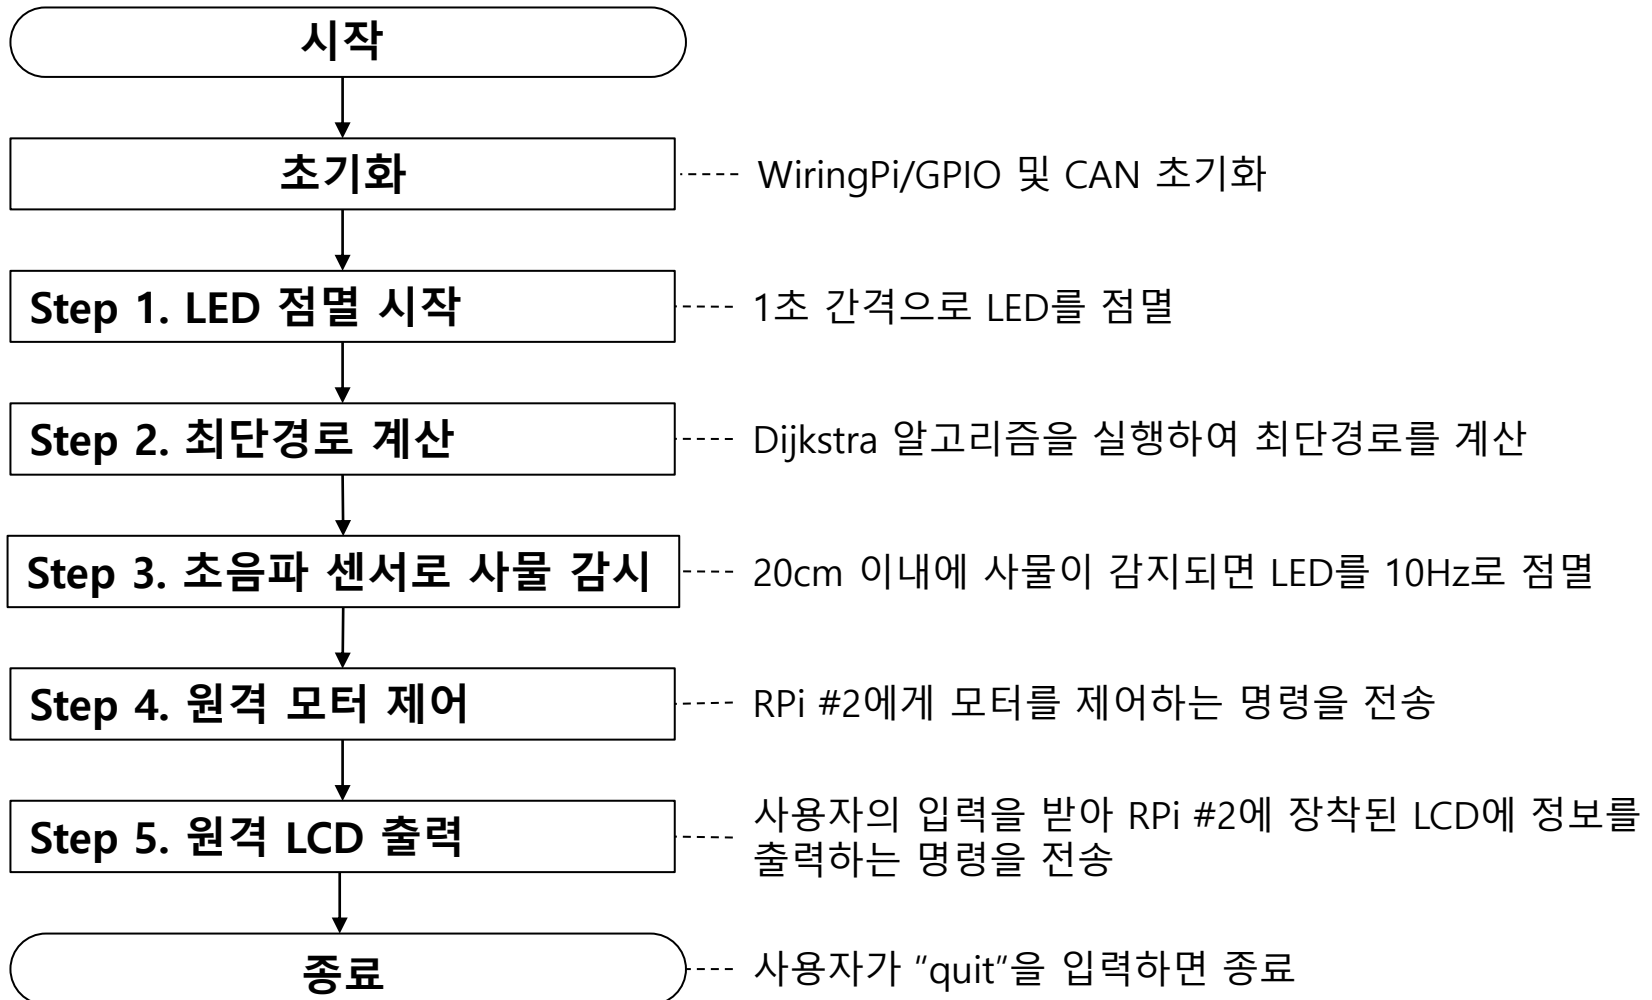 시작
초기화
WiringPi/GPIO 및 CAN 초기화
Step 1. LED 점멸 시작
1초 간격으로 LED를 점멸
Step 2. 최단경로 계산
Dijkstra 알고리즘을 실행하여 최단경로를 계산
Step 3. 초음파 센서로 사물 감시
20cm 이내에 사물이 감지되면 LED를 10Hz로 점멸
Step 4. 원격 모터 제어
RPi #2에게 모터를 제어하는 명령을 전송
Step 5. 원격 LCD 출력
사용자의 입력을 받아 RPi #2에 장착된 LCD에 정보를
출력하는 명령을 전송
종료
사용자가 "quit"을 입력하면 종료